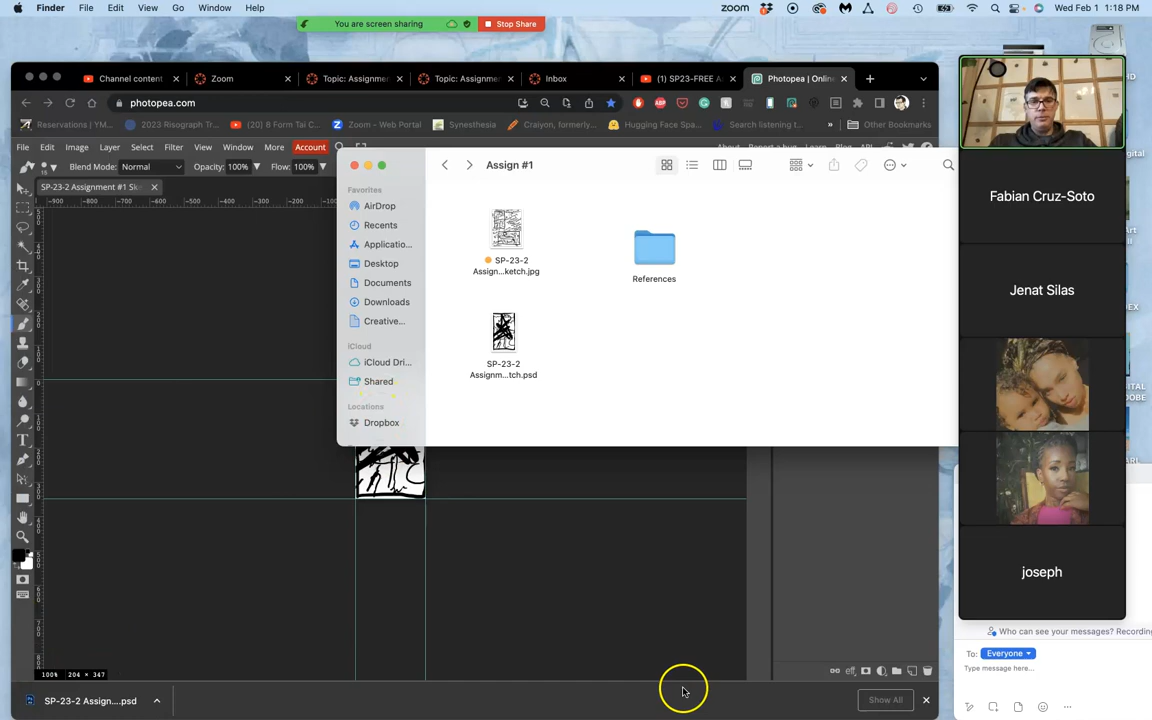 Finder File Edit View Go Window Help
zoom Wed Feb 1 1:18 PM
You are screen sharing Stop Share
Channel content Zoom Topic: Assignme Topic: Assignme Inbox (1) SP23-FREE A Photopea | Onlin
photopea.com
Reservations | YM... 2023 Risograph Tr... (20) 8 Form Tai C... Zoom - Web Portal Synesthesia Craiyon, formerly... Hugging Face Spa... Search listening t... » Other Bookmarks
File Edit Image Layer Select Filter View Window More Account
Blend Mode: Normal Opacity: 100% Flow: 100%
SP-23-2 Assignment #1 Ske
Assign #1
Favorites
AirDrop
Recents
Applicatio...
Desktop
Documents
Downloads
Creative...
iCloud
iCloud Dri...
Shared
Locations
Dropbox
SP-23-2
Assign...ketch.jpg
References
SP-23-2
Assignm...tch.psd
Fabian Cruz-Soto
Jenat Silas
joseph
Who can see your messages? Recording
To: Everyone
Type message here...
100% 204 × 347
SP-23-2 Assign....psd
Show All